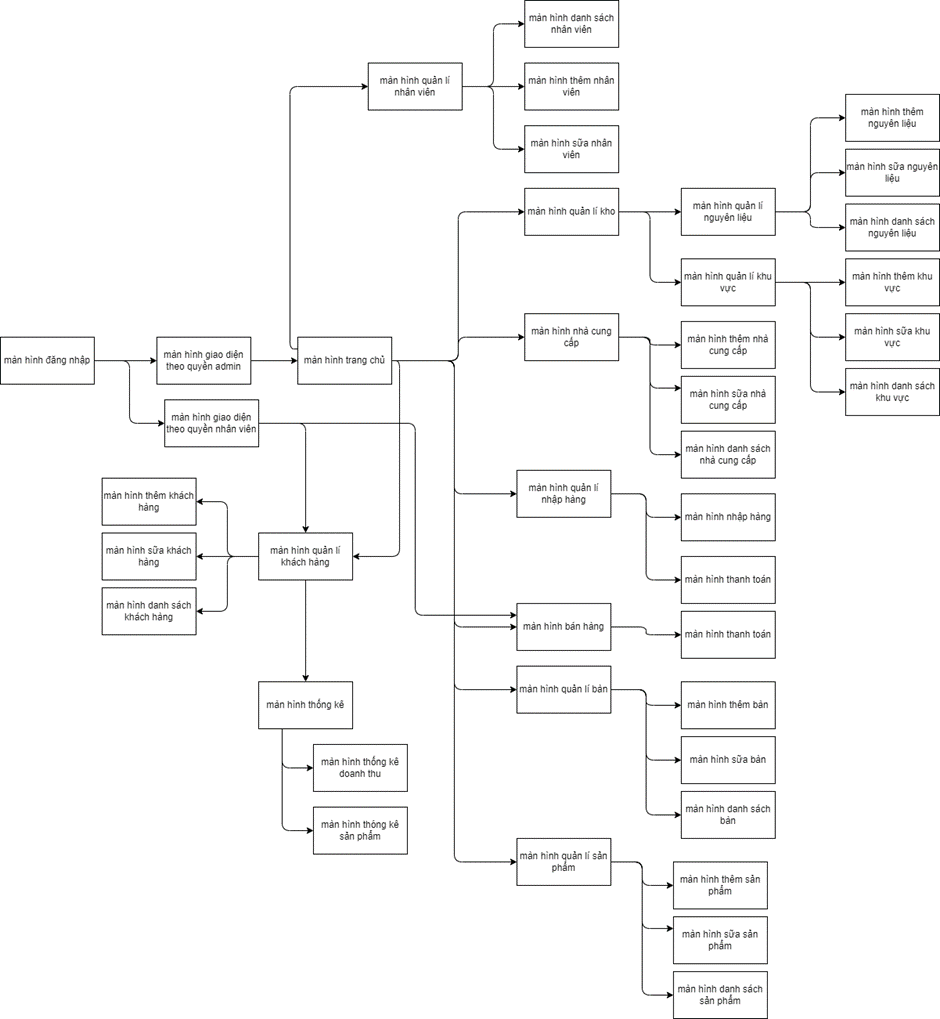 màn hình danh sách
nhân viên
màn hình quản lí
nhân viên
màn hình thêm nhân
viên
màn hình sữa nhân
viên
màn hình thêm
nguyên liệu
màn hình sữa nguyên
liệu
màn hình quản lí kho
màn hình quản lí
nguyên liệu
màn hình danh sách
nguyên liệu
màn hình quản lí khu
vực
màn hình thêm khu
vực
màn hình nhà cung
cấp
màn hình sữa khu
vực
màn hình đăng nhập
màn hình giao diện
theo quyền admin
màn hình trang chủ
màn hình thêm nhà
cung cấp
màn hình danh sách
khu vực
màn hình sữa nhà
cung cấp
màn hình giao diện
theo quyền nhân viên
màn hình danh sách
nhà cung cấp
màn hình thêm khách
hàng
màn hình quản lí
nhập hàng
màn hình nhập hàng
màn hình sữa khách
hàng
màn hình quản lí
khách hàng
màn hình thanh toán
màn hình danh sách
khách hàng
màn hình bán hàng
màn hình thanh toán
màn hình thống kê
màn hình quản lí bàn
màn hình thêm bàn
màn hình thống kê
doanh thu
màn hình sữa bàn
màn hình danh sách
bàn
màn hình thông kê
sản phẩm
màn hình quản lí sản
phẩm
màn hình thêm sản
phẩm
màn hình sữa sản
phẩm
màn hình danh sách
sản phẩm